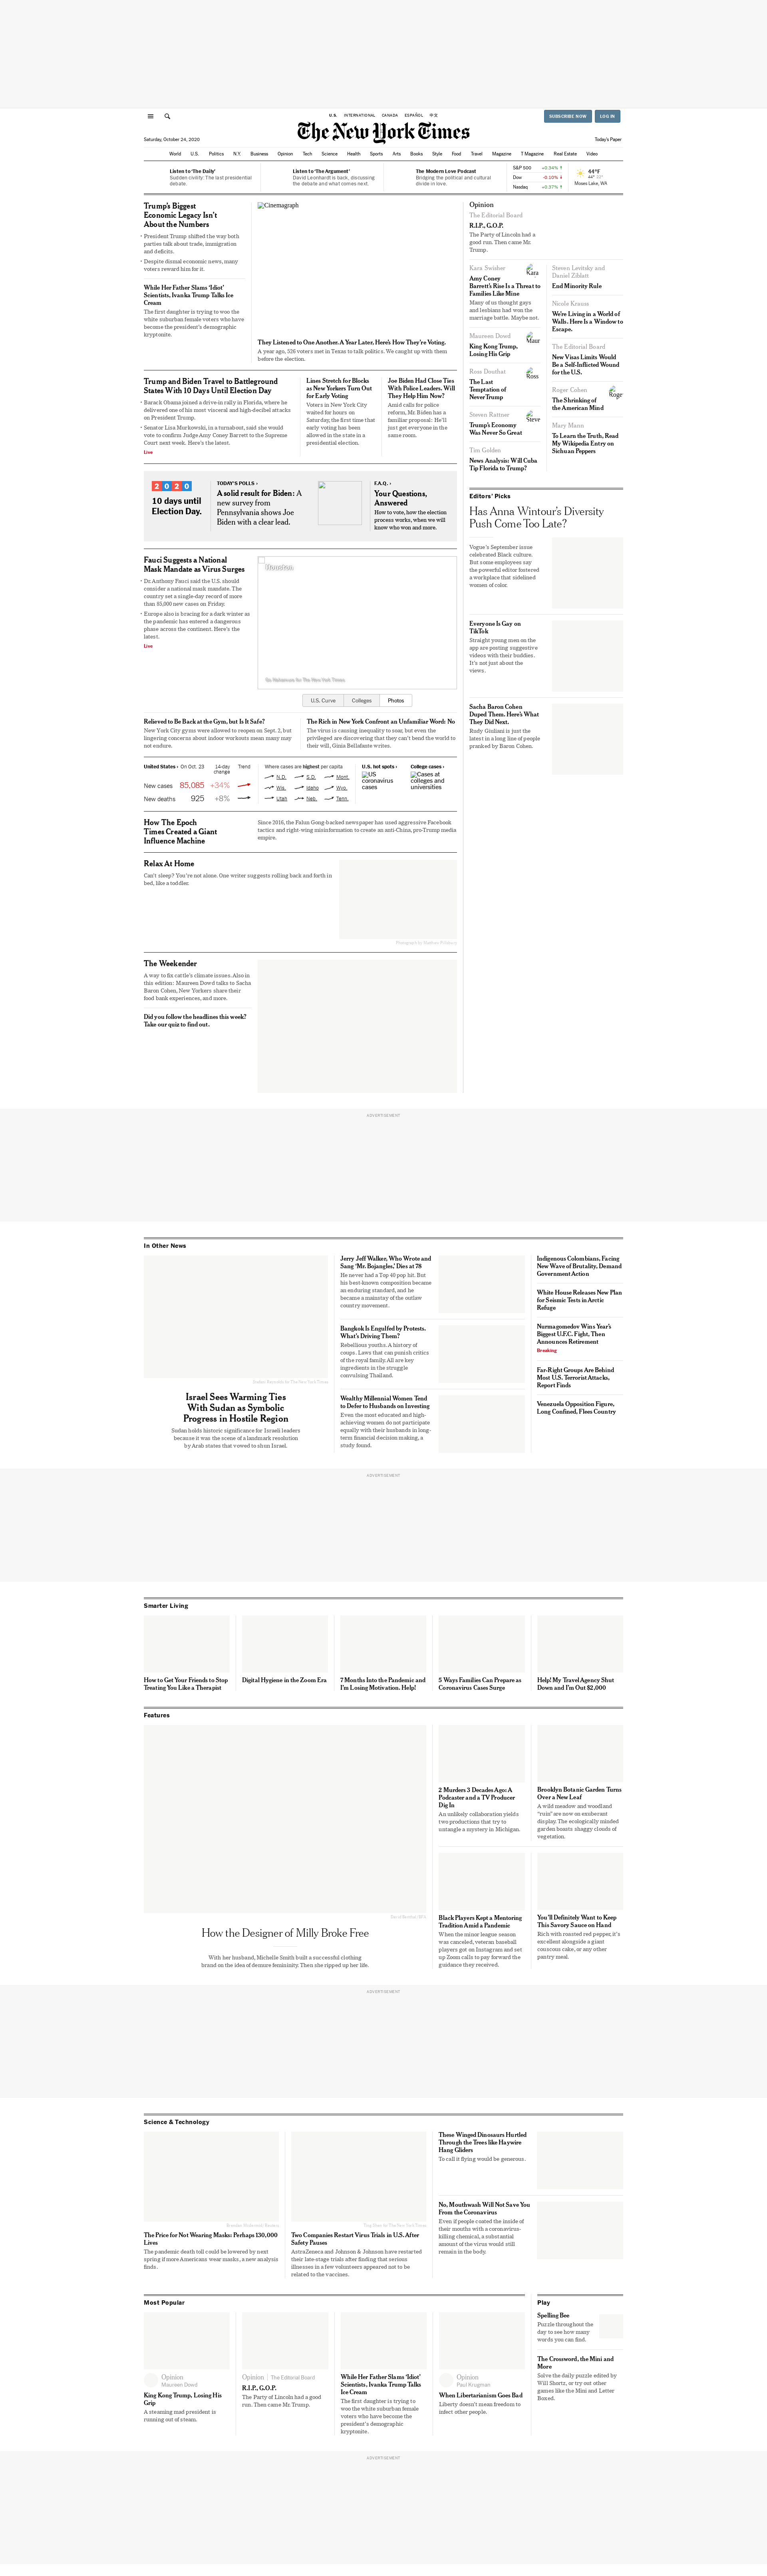 U.S. INTERNATIONAL CANADA ESPAÑOL 中文
SUBSCRIBE NOW
LOG IN
The New York Times
Saturday, October 24, 2020
Today's Paper
World U.S. Politics N.Y. Business Opinion Tech Science Health Sports Arts Books Style Food Travel Magazine T Magazine Real Estate Video
Listen to 'The Daily'
Sudden civility: The last presidential
debate.
Listen to 'The Argument'
David Leonhardt is back, discussing
the debate and what comes next.
The Modern Love Podcast
Bridging the political and cultural
divide in love.
S&P 500 +0.34% ↑
Dow -0.10% ↓
Nasdaq +0.37% ↑
44°F
Moses Lake, WA
Trump's Biggest
Economic Legacy Isn't
About the Numbers
• President Trump shifted the way both
parties talk about trade, immigration
and deficits.
• Despite dismal economic news, many
voters reward him for it.
While Her Father Slams 'Idiot'
Scientists, Ivanka Trump Talks Ice
Cream
The first daughter is trying to woo the
white suburban female voters who have
become the president's demographic
kryptonite.
Cinemagraph
They Listened to One Another. A Year Later, Here's How They're Voting.
A year ago, 526 voters met in Texas to talk politics. We caught up with them
before the election.
Trump and Biden Travel to Battleground
States With 10 Days Until Election Day
• Barack Obama joined a drive-in rally in Florida, where he
delivered one of his most visceral and high-decibel attacks
on President Trump.
• Senator Lisa Murkowski, in a turnabout, said she would
vote to confirm Judge Amy Coney Barrett to the Supreme
Court next week. Here's the latest.
Live
Lines Stretch for Blocks
as New Yorkers Turn Out
for Early Voting
Voters in New York City
waited for hours on
Saturday, the first time that
early voting has been
allowed in the state in a
presidential election.
Joe Biden Had Close Ties
With Police Leaders. Will
They Help Him Now?
Democrats are calling for
reform, Mr. Biden has a
familiar proposal: He'll
just get everyone in the
same room.
2020
10 days until
Election Day.
TODAY'S POLLS ›
A solid result for Biden: A
new survey from
Pennsylvania shows Joe
Biden with a clear lead.
F.A.Q. ›
Your Questions,
Answered
How to vote, how the election
process works, when we will
know who won and more.
Fauci Suggests a National
Mask Mandate as Virus Surges
• Dr. Anthony Fauci said the U.S. should
consider a national mask mandate. The
country set a single-day record of more
than 85,000 new cases on Friday.
• Europe also is bracing for a dark winter as
the pandemic has entered a dangerous
phase across the continent. Here's the
latest.
Live
Houston
Go Nakamura for The New York Times
U.S. Curve Colleges Photos
Relieved to Be Back at the Gym, but Is It Safe?
New York City gyms were allowed to reopen on Sept. 2, but
lingering concerns about indoor workouts mean many may
not endure.
The Rich in New York Confront an Unfamiliar Word: No
The virus is causing inequality to soar, but even the
privileged are discovering that they can't bend the world to
their will, Ginia Bellafante writes.
United States › On Oct. 23 14-day
change Trend
New cases 85,085 +34%
New deaths 925 +8%
Where cases are highest per capita
N.D. S.D. Mont.
Wis. Idaho Wyo.
Utah Neb. Tenn.
U.S. hot spots ›
US
coronavirus
cases
College cases ›
Cases at
colleges and
universities
How The Epoch
Times Created a Giant
Influence Machine
Since 2016, the Falun Gong-backed newspaper has used aggressive Facebook
tactics and right-wing misinformation to create an anti-China, pro-Trump media
empire.
Relax At Home
Can't sleep? You're not alone. One writer suggests rolling back and forth in
bed, like a toddler.
The Weekender
A way to fix cattle's climate issues. Also in
this edition: Maureen Dowd talks to Sacha
Baron Cohen, New Yorkers share their
food bank experiences, and more.
Did you follow the headlines this week?
Take our quiz to find out.
Opinion
The Editorial Board
R.I.P., G.O.P.
The Party of Lincoln had a
good run. Then came Mr.
Trump.
Kara Swisher
Amy Coney
Barrett's Rise Is a Threat to
Families Like Mine
Many of us thought gays
and lesbians had won the
marriage battle. Maybe not.
Kara
Maureen Dowd
King Kong Trump,
Losing His Grip
Maur
Ross Douthat
The Last
Temptation of
NeverTrump
Ross
Steven Rattner
Trump's Economy
Was Never So Great
Steve
Tim Golden
News Analysis: Will Cuba
Tip Florida to Trump?
Steven Levitsky and
Daniel Ziblatt
End Minority Rule
Nicole Krauss
We're Living in a World of
Walls. Here Is a Window to
Escape.
The Editorial Board
New Visas Limits Would
Be a Self-Inflicted Wound
for the U.S.
Roger Cohen
The Shrinking of
the American Mind
Roge
Mary Mann
To Learn the Truth, Read
My Wikipedia Entry on
Sichuan Peppers
Editors' Picks
Has Anna Wintour's Diversity
Push Come Too Late?
Vogue's September issue
celebrated Black culture.
But some employees say
the powerful editor fostered
a workplace that sidelined
women of color.
Everyone Is Gay on
TikTok
Straight young men on the
app are posting suggestive
videos with their buddies.
It's not just about the
views.
Sacha Baron Cohen
Duped Them. Here's What
They Did Next.
Rudy Giuliani is just the
latest in a long line of people
pranked by Baron Cohen.
ADVERTISEMENT
In Other News
Israel Sees Warming Ties
With Sudan as Symbolic
Progress in Hostile Region
Sudan holds historic significance for Israeli leaders
because it was the scene of a landmark resolution
by Arab states that vowed to shun Israel.
Jerry Jeff Walker, Who Wrote and
Sang 'Mr. Bojangles,' Dies at 78
He never had a Top 40 pop hit. But
his best-known composition became
an enduring standard, and he
became a mainstay of the outlaw
country movement.
Bangkok Is Engulfed by Protests.
What's Driving Them?
Rebellious youths. A history of
coups. Laws that can punish critics
of the royal family. All are key
ingredients in the struggle
convulsing Thailand.
Wealthy Millennial Women Tend
to Defer to Husbands on Investing
Even the most educated and high-
achieving women do not participate
equally with their husbands in long-
term financial decision making, a
study found.
Indigenous Colombians, Facing
New Wave of Brutality, Demand
Government Action
White House Releases New Plan
for Seismic Tests in Arctic
Refuge
Nurmagomedov Wins Year's
Biggest U.F.C. Fight, Then
Announces Retirement
Breaking
Far-Right Groups Are Behind
Most U.S. Terrorist Attacks,
Report Finds
Venezuela Opposition Figure,
Long Confined, Flees Country
ADVERTISEMENT
Smarter Living
How to Get Your Friends to Stop
Treating You Like a Therapist
Digital Hygiene in the Zoom Era
7 Months Into the Pandemic and
I'm Losing Motivation. Help!
5 Ways Families Can Prepare as
Coronavirus Cases Surge
Help! My Travel Agency Shut
Down and I'm Out $2,000
Features
How the Designer of Milly Broke Free
With her husband, Michelle Smith built a successful clothing
brand on the idea of demure femininity. Then she ripped up her life.
2 Murders 3 Decades Ago: A
Podcaster and a TV Producer
Dig In
An unlikely collaboration yields
two productions that try to
untangle a mystery in Michigan.
Brooklyn Botanic Garden Turns
Over a New Leaf
A wild meadow and woodland
"ruin" are now on exuberant
display. The ecologically minded
garden boasts shaggy clouds of
vegetation.
Black Players Kept a Mentoring
Tradition Amid a Pandemic
When the minor league season
was canceled, veteran baseball
players got on Instagram and set
up Zoom calls to pay forward the
guidance they received.
You'll Definitely Want to Keep
This Savory Sauce on Hand
Rich with roasted red pepper, it's
excellent alongside a giant
couscous cake, or any other
pantry meal.
ADVERTISEMENT
Science & Technology
The Price for Not Wearing Masks: Perhaps 130,000
Lives
The pandemic death toll could be lowered by next
spring if more Americans wear masks, a new analysis
finds.
Two Companies Restart Virus Trials in U.S. After
Safety Pauses
AstraZeneca and Johnson & Johnson have restarted
their late-stage trials after finding that serious
illnesses in a few volunteers appeared not to be
related to the vaccines.
These Winged Dinosaurs Hurtled
Through the Trees like Haywire
Hang Gliders
To call it flying would be generous.
No, Mouthwash Will Not Save You
From the Coronavirus
Even if people coated the inside of
their mouths with a coronavirus-
killing chemical, a substantial
amount of the virus would still
remain in the body.
Most Popular
Opinion
Maureen Dowd
King Kong Trump, Losing His
Grip
A steaming mad president is
running out of steam.
Opinion | The Editorial Board
R.I.P., G.O.P.
The Party of Lincoln had a good
run. Then came Mr. Trump.
While Her Father Slams 'Idiot'
Scientists, Ivanka Trump Talks
Ice Cream
The first daughter is trying to
woo the white suburban female
voters who have become the
president's demographic
kryptonite.
Opinion
Paul Krugman
When Libertarianism Goes Bad
Liberty doesn't mean freedom to
infect other people.
Play
Spelling Bee
Puzzle throughout the
day to see how many
words you can find.
The Crossword, the Mini and
More
Solve the daily puzzle edited by
Will Shortz, or try out other
games like the Mini and Letter
Boxed.
ADVERTISEMENT